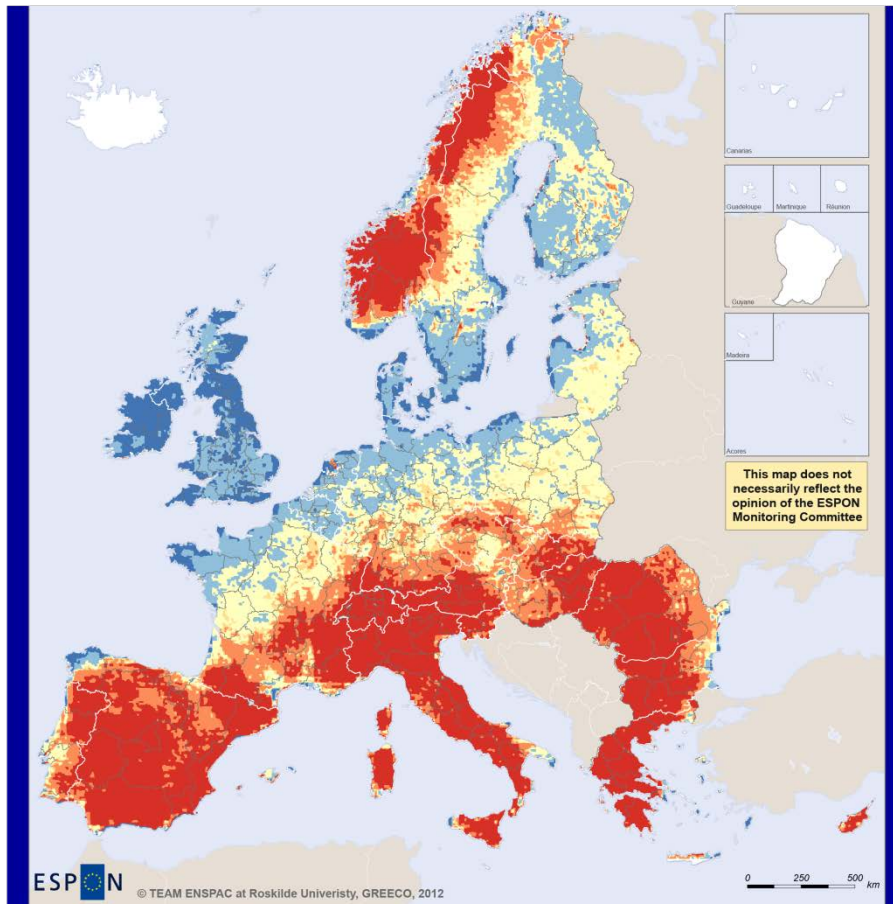 Canarias
Guadeloupe
Martinique
Réunion
Guyane
Madeira
Acores
This map does not
necessarily reflect the
opinion of the ESPON
Monitoring Committee
ESPON
© TEAM ENSPAC at Roskilde Univeristy, GREECO, 2012
0 250 500
km